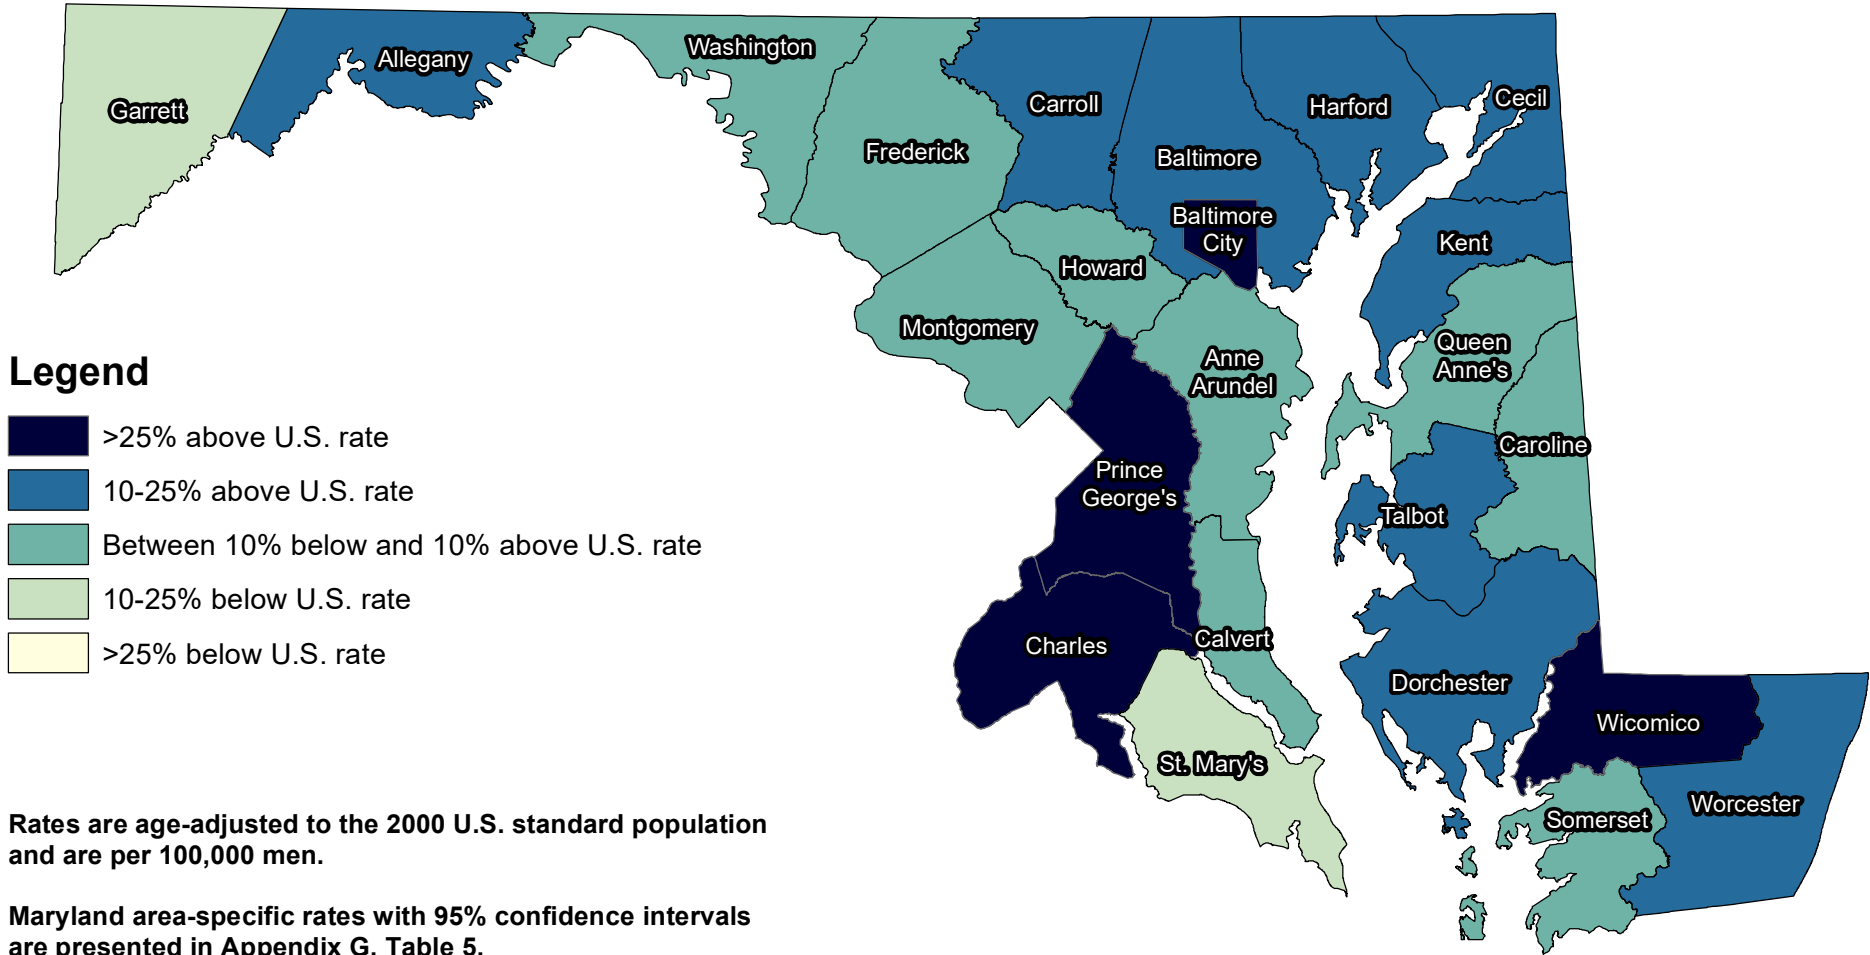 Washington
Allegany
Garrett
Carroll
Harford
Cecil
Frederick
Baltimore
Baltimore
City
Kent
Howard
Montgomery
Anne
Arundel
Queen
Anne's
Caroline
Prince
George's
Talbot
Charles
Calvert
Dorchester
Wicomico
St. Mary's
Somerset
Worcester
Legend
>25% above U.S. rate
10-25% above U.S. rate
Between 10% below and 10% above U.S. rate
10-25% below U.S. rate
>25% below U.S. rate
Rates are age-adjusted to the 2000 U.S. standard population
and are per 100,000 men.
Maryland area-specific rates with 95% confidence intervals
are presented in Appendix G, Table 5.